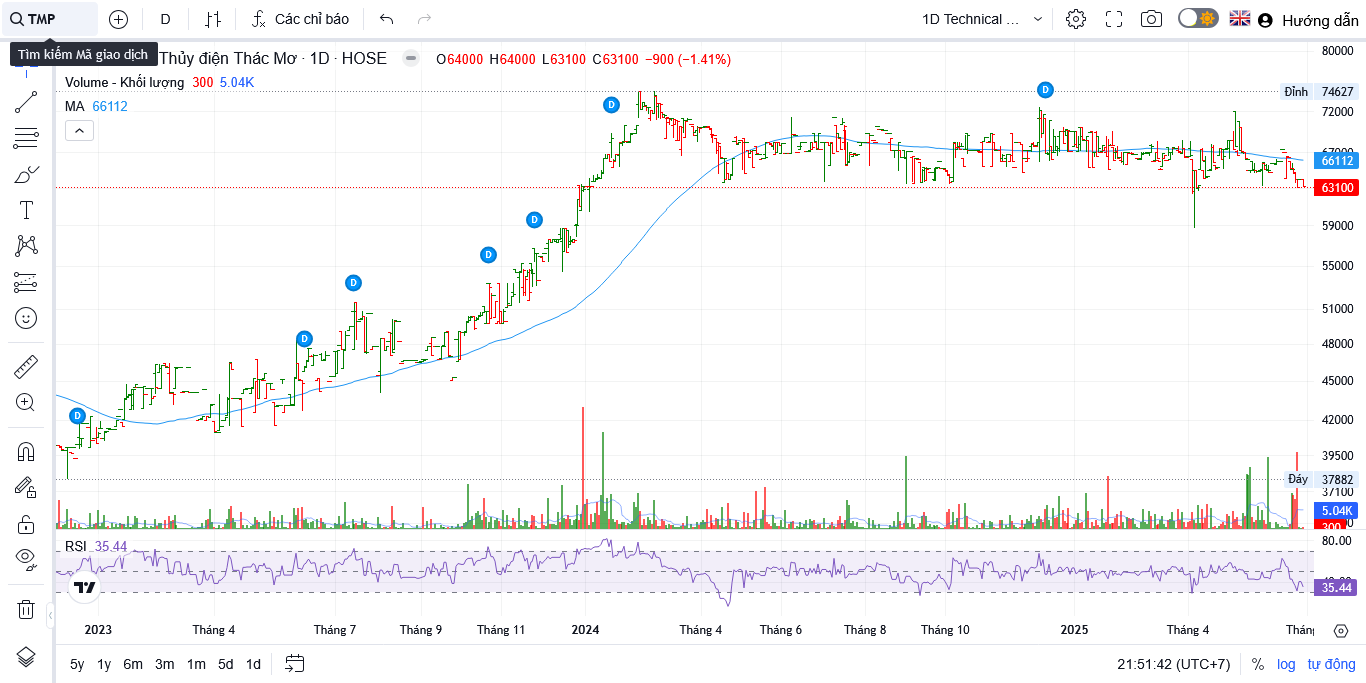 TMP
D
Các chỉ báo
1D Technical ...
Hướng dẫn
Tìm kiếm Mã giao dịch
Thủy điện Thác Mơ · 1D · HOSE
O64000 H64000 L63100 C63100 −900 (−1.41%)
Volume - Khối lượng 300 5.04K
MA 66112
80000
Đỉnh 74627
72000
67000
66112
63100
59000
55000
51000
48000
45000
42000
39500
Đáy 37882
37100
5.04K
300
D
D
D
D
D
D
D
RSI 35.44
80.00
35.44
2023
Tháng 4
Tháng 7
Tháng 9
Tháng 11
2024
Tháng 4
Tháng 6
Tháng 8
Tháng 10
2025
Tháng 4
Thán
5y 1y 6m 3m 1m 5d 1d
21:51:42 (UTC+7)
% log tự động